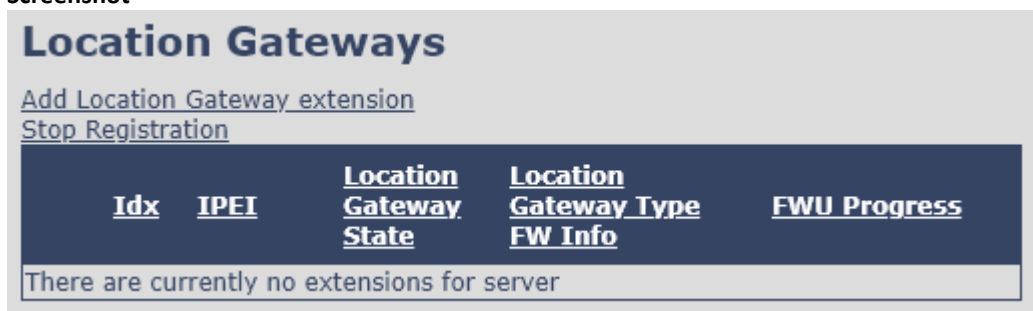 Screenshot
Location Gateways
Add Location Gateway extension
Stop Registration
Idx IPEI Location Gateway State Location Gateway Type FW Info FWU Progress
There are currently no extensions for server